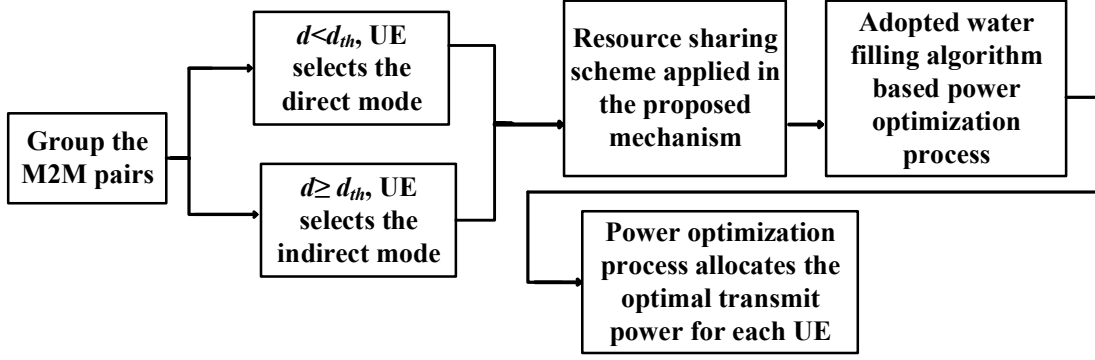 Group the
M2M pairs
d<dth, UE
selects the
direct mode
d≥ dth, UE
selects the
indirect mode
Resource sharing
scheme applied in
the proposed
mechanism
Adopted water
filling algorithm
based power
optimization
process
Power optimization
process allocates the
optimal transmit
power for each UE